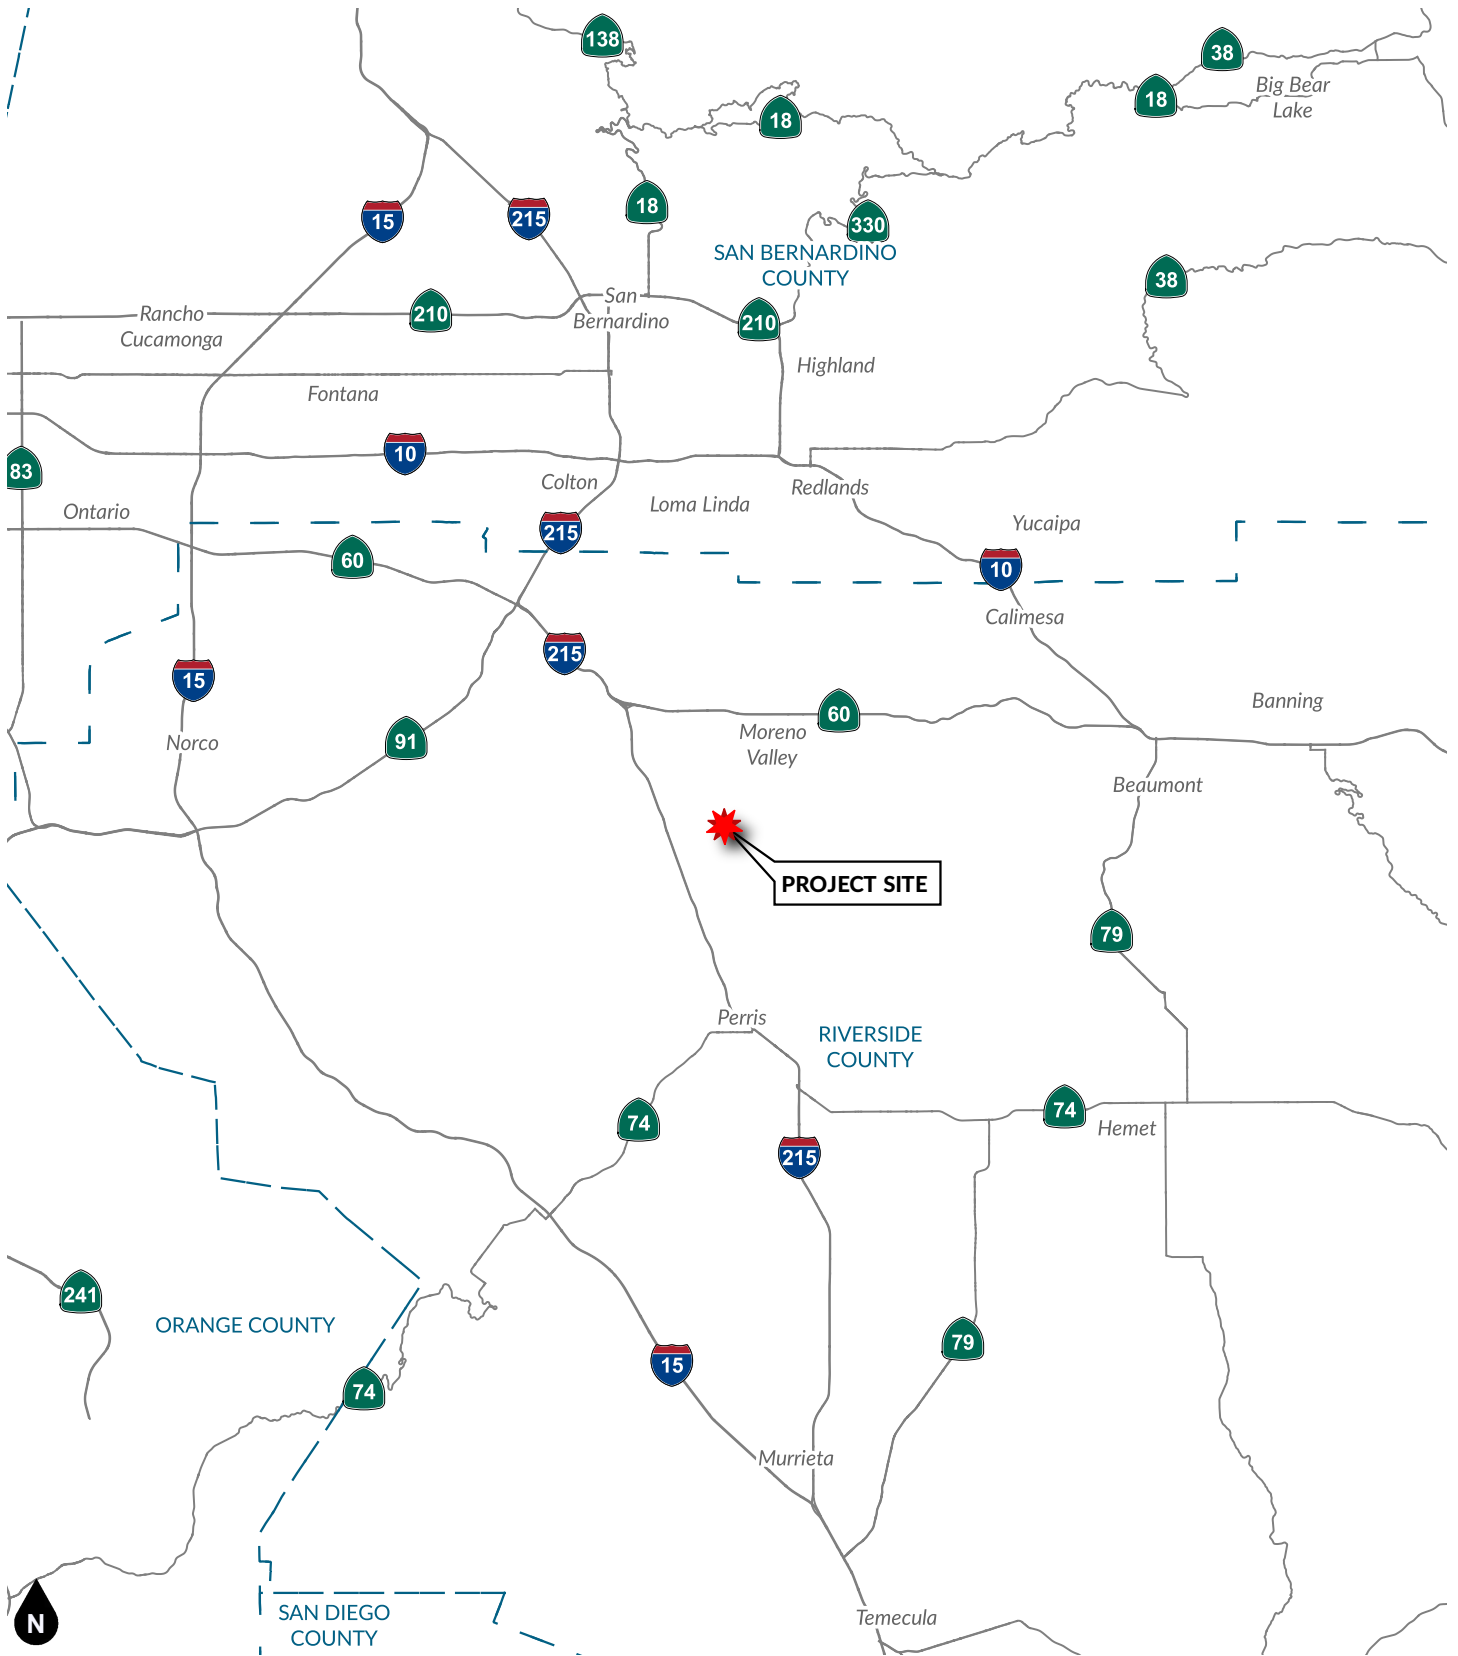 138
38
Big Bear
Lake
18
18
18
15
215
330
SAN BERNARDINO
COUNTY
38
San
Bernardino
Rancho
Cucamonga
210
210
Highland
Fontana
10
83
Colton
Redlands
Loma Linda
Ontario
Yucaipa
215
60
10
Calimesa
215
15
Banning
60
Moreno
Valley
91
Norco
Beaumont
PROJECT SITE
79
Perris
RIVERSIDE
COUNTY
74
74
Hemet
215
241
ORANGE COUNTY
79
15
74
Murrieta
SAN DIEGO
COUNTY
Temecula
N